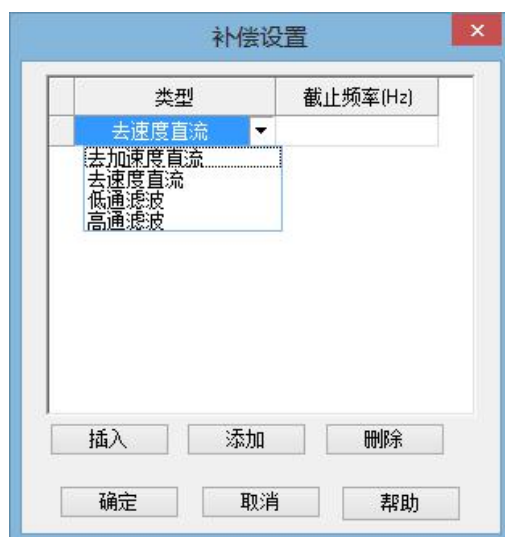 补偿设置
类型 截止频率(Hz)
去速度直流
去加速度直流
去速度直流
低通滤波
高通滤波
插入 添加 删除
确定 取消 帮助